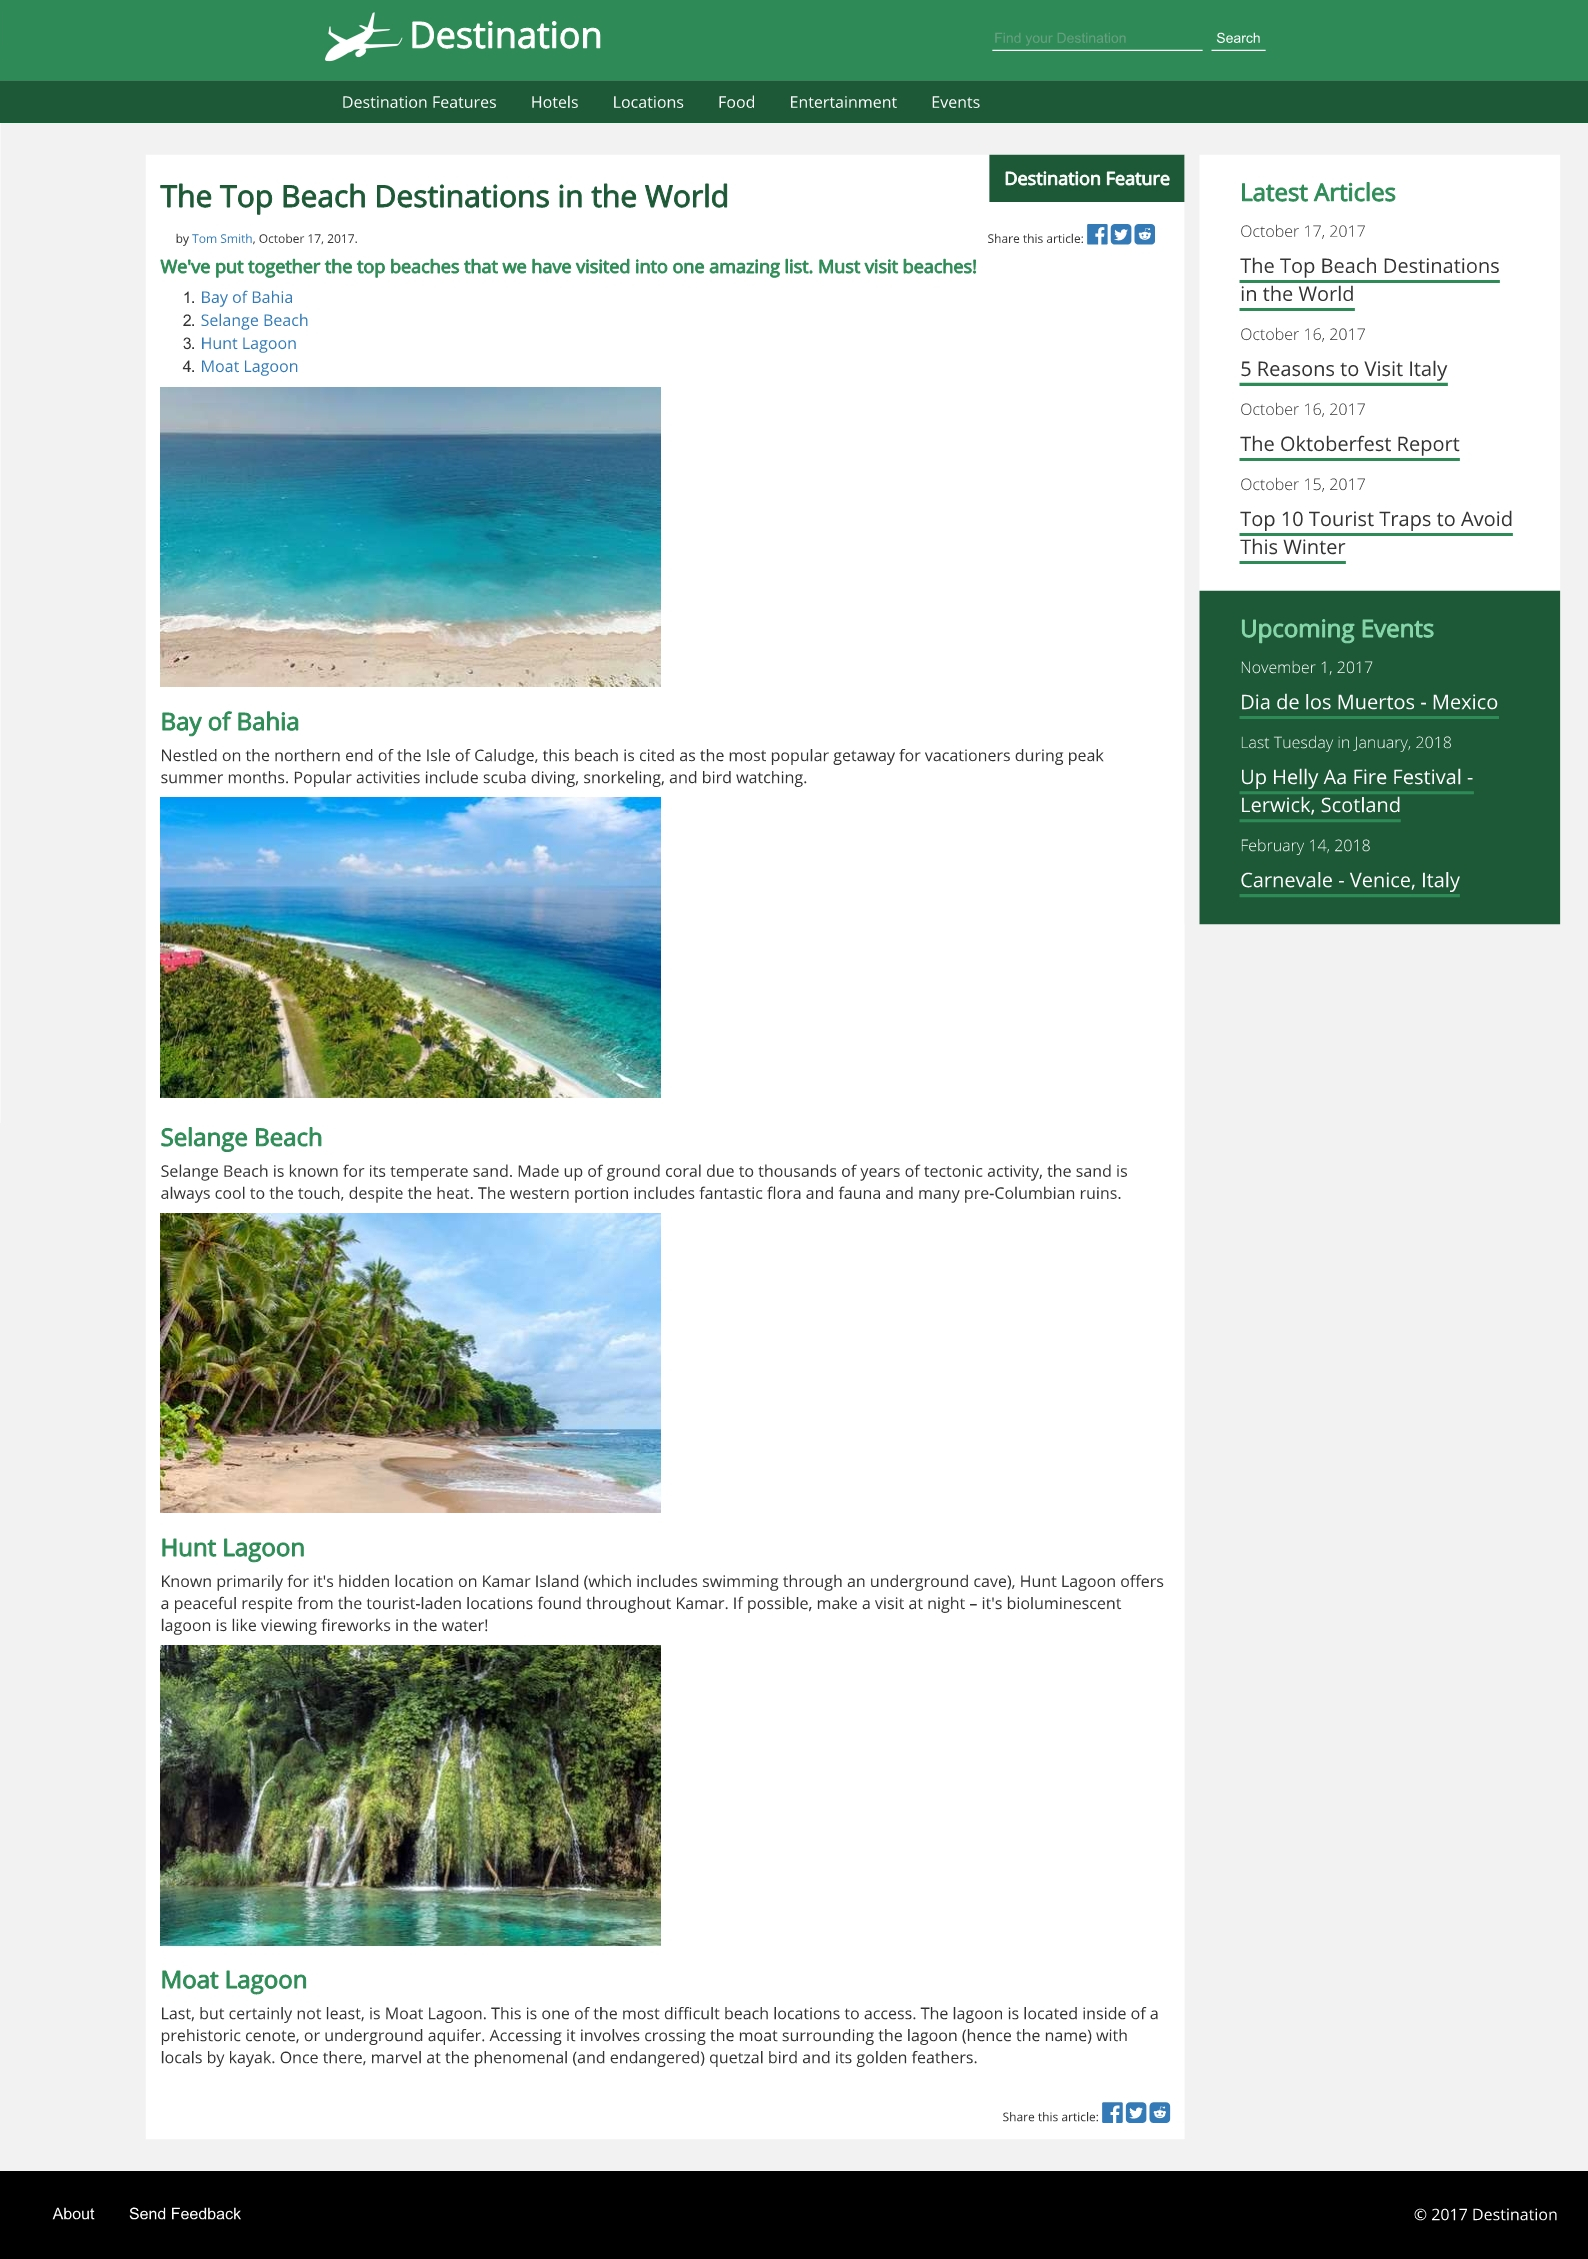 Destination
Find your Destination
Search
Destination Features
Hotels
Locations
Food
Entertainment
Events
Destination Feature
The Top Beach Destinations in the World
by Tom Smith, October 17, 2017.
Share this article:
We've put together the top beaches that we have visited into one amazing list. Must visit beaches!
1. Bay of Bahia
2. Selange Beach
3. Hunt Lagoon
4. Moat Lagoon
Bay of Bahia
Nestled on the northern end of the Isle of Caludge, this beach is cited as the most popular getaway for vacationers during peak
summer months. Popular activities include scuba diving, snorkeling, and bird watching.
Selange Beach
Selange Beach is known for its temperate sand. Made up of ground coral due to thousands of years of tectonic activity, the sand is
always cool to the touch, despite the heat. The western portion includes fantastic flora and fauna and many pre-Columbian ruins.
Hunt Lagoon
Known primarily for it's hidden location on Kamar Island (which includes swimming through an underground cave), Hunt Lagoon offers
a peaceful respite from the tourist-laden locations found throughout Kamar. If possible, make a visit at night – it's bioluminescent
lagoon is like viewing fireworks in the water!
Moat Lagoon
Last, but certainly not least, is Moat Lagoon. This is one of the most difficult beach locations to access. The lagoon is located inside of a
prehistoric cenote, or underground aquifer. Accessing it involves crossing the moat surrounding the lagoon (hence the name) with
locals by kayak. Once there, marvel at the phenomenal (and endangered) quetzal bird and its golden feathers.
Share this article:
Latest Articles
October 17, 2017
The Top Beach Destinations
in the World
October 16, 2017
5 Reasons to Visit Italy
October 16, 2017
The Oktoberfest Report
October 15, 2017
Top 10 Tourist Traps to Avoid
This Winter
Upcoming Events
November 1, 2017
Dia de los Muertos - Mexico
Last Tuesday in January, 2018
Up Helly Aa Fire Festival -
Lerwick, Scotland
February 14, 2018
Carnevale - Venice, Italy
About
Send Feedback
© 2017 Destination